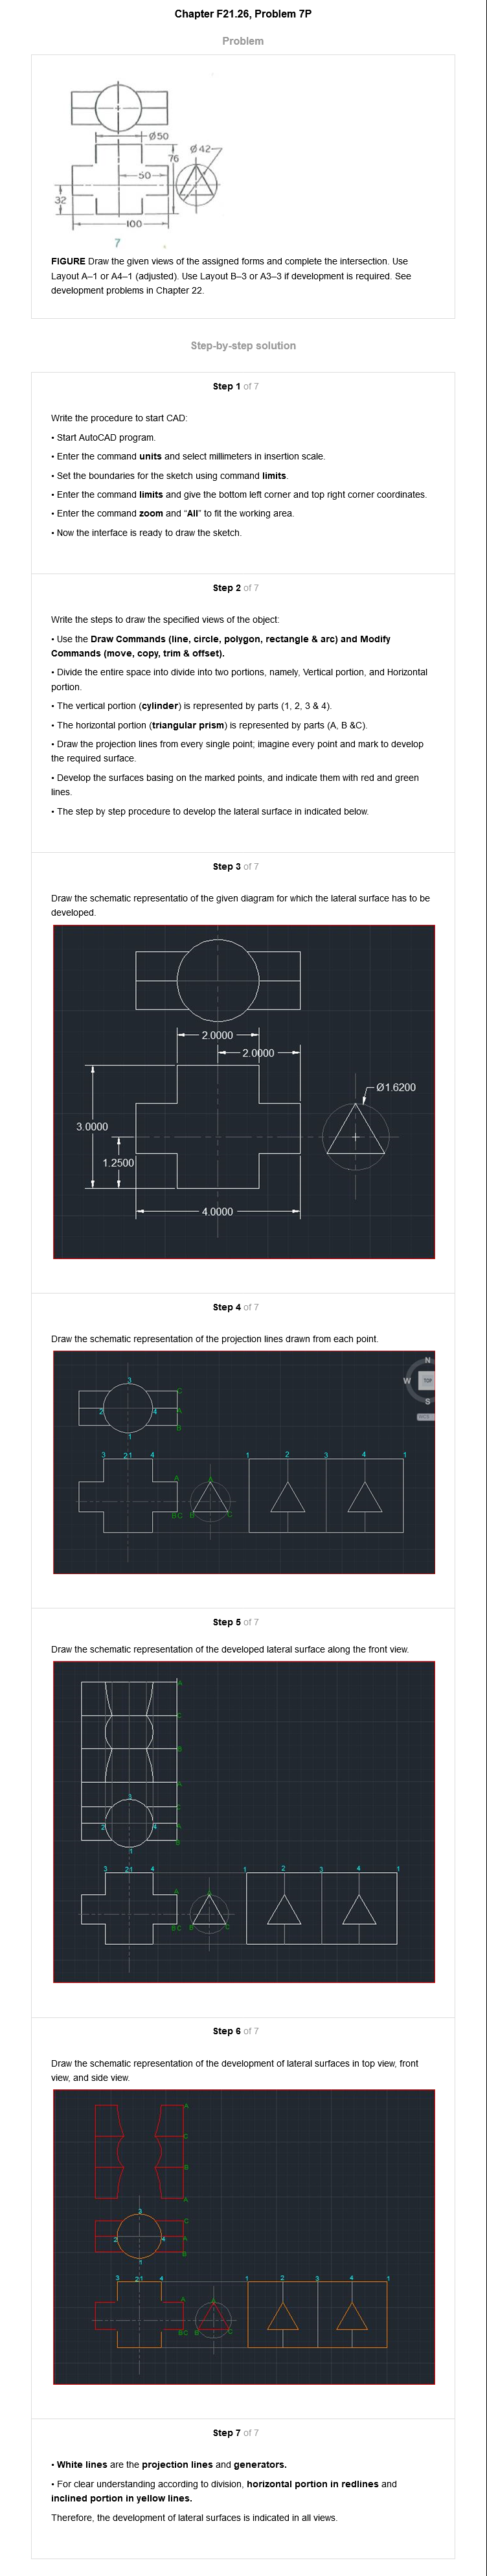 Chapter F21.26, Problem 7P
Problem
Ø50
Ø 42
76
50
32
100
7
FIGURE Draw the given views of the assigned forms and complete the intersection. Use
Layout A–1 or A4–1 (adjusted). Use Layout B–3 or A3–3 if development is required. See
development problems in Chapter 22.
Step-by-step solution
Step 1 of 7
Write the procedure to start CAD:
• Start AutoCAD program.
• Enter the command units and select millimeters in insertion scale.
• Set the boundaries for the sketch using command limits.
• Enter the command limits and give the bottom left corner and top right corner coordinates.
• Enter the command zoom and “All” to fit the working area.
• Now the interface is ready to draw the sketch.
Step 2 of 7
Write the steps to draw the specified views of the object:
• Use the Draw Commands (line, circle, polygon, rectangle & arc) and Modify
Commands (move, copy, trim & offset).
• Divide the entire space into divide into two portions, namely, Vertical portion, and Horizontal
portion.
• The vertical portion (cylinder) is represented by parts (1, 2, 3 & 4).
• The horizontal portion (triangular prism) is represented by parts (A, B &C).
• Draw the projection lines from every single point; imagine every point and mark to develop
the required surface.
• Develop the surfaces basing on the marked points, and indicate them with red and green
lines.
• The step by step procedure to develop the lateral surface in indicated below.
Step 3 of 7
Draw the schematic representatio of the given diagram for which the lateral surface has to be
developed.
2.0000
2.0000
Ø1.6200
3.0000
1.2500
4.0000
Step 4 of 7
Draw the schematic representation of the projection lines drawn from each point.
N
W
TOP
S
3
C
2
4
A
B
1
3 2 1 4
1 2 3 4 1
A
A
B C
B
C
Step 5 of 7
Draw the schematic representation of the developed lateral surface along the front view.
A
C
B
A
3
C
2
4
A
B
1
3 2 1 4
1 2 3 4 1
A
A
B C
B
C
Step 6 of 7
Draw the schematic representation of the development of lateral surfaces in top view, front
view, and side view.
A
C
B
A
3
C
2
4
A
B
1
3 2 1 4
1 2 3 4 1
A
A
B C
B
C
Step 7 of 7
• White lines are the projection lines and generators.
• For clear understanding according to division, horizontal portion in redlines and
inclined portion in yellow lines.
Therefore, the development of lateral surfaces is indicated in all views.